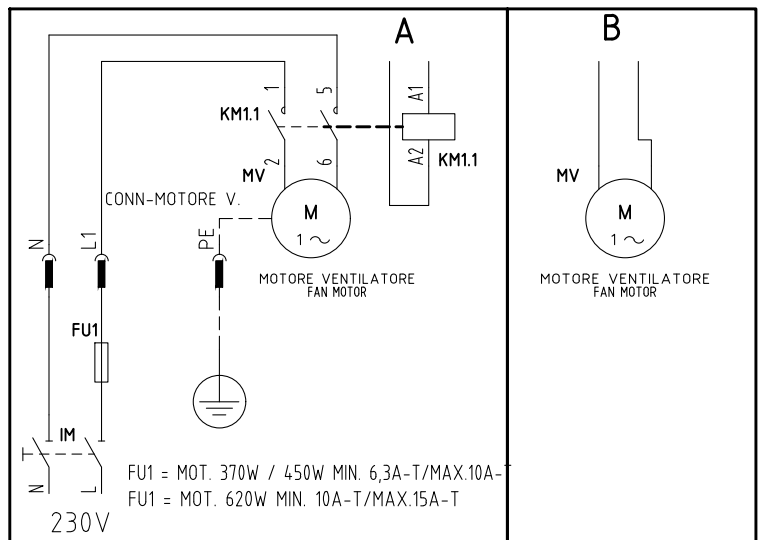 A
B
1
5
KM1.1
A1
A2
KM1.1
2
6
MV
MV
CONN-MOTORE V.
M
1 ~
M
1 ~
N
L1
PE
MOTORE VENTILATORE
FAN MOTOR
MOTORE VENTILATORE
FAN MOTOR
FU1
IM
FU1 = MOT. 370W / 450W MIN. 6,3A-T/MAX.10A-T
N
L
FU1 = MOT. 620W MIN. 10A-T/MAX.15A-T
230V